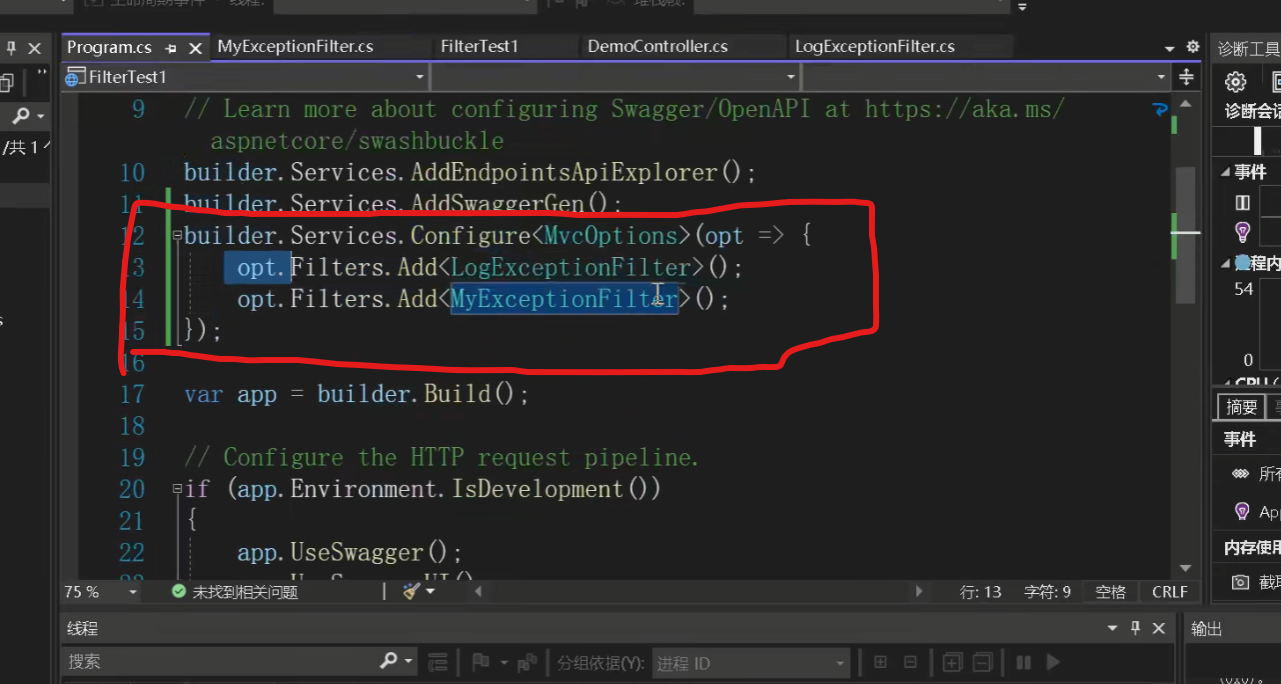 Program.cs MyExceptionFilter.cs FilterTest1 DemoController.cs LogExceptionFilter.cs
诊断工具
FilterTest1
诊断会话
/共 1 个
9 // Learn more about configuring Swagger/OpenAPI at https://aka.ms/
aspnetcore/swashbuckle
10 builder.Services.AddEndpointsApiExplorer();
11 builder.Services.AddSwaggerGen();
12 builder.Services.Configure<MvcOptions>(opt => {
13 opt.Filters.Add<LogExceptionFilter>();
14 opt.Filters.Add<MyExceptionFilter>();
15 });
16
17 var app = builder.Build();
18
19 // Configure the HTTP request pipeline.
20 if (app.Environment.IsDevelopment())
21 {
22 app.UseSwagger();
事件
进程内
54
0
摘要
事件
所有
App
内存使用
截取
75 % 未找到相关问题 行: 13 字符: 9 空格 CRLF
线程
输出
搜索 分组依据(Y): 进程 ID